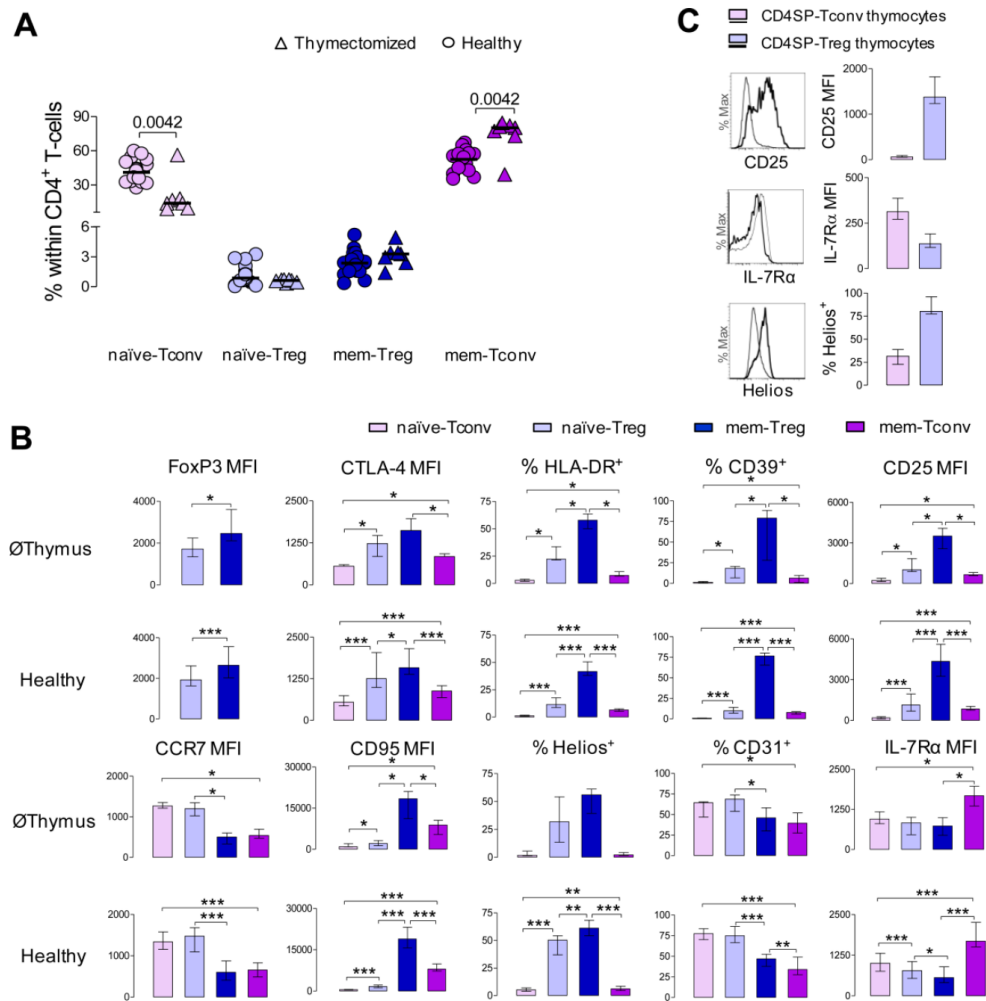 A
△ Thymectomized ○ Healthy
% within CD4+ T-cells
90
60
30
6
3
0
0.0042
0.0042
naïve-Tconv naïve-Treg mem-Treg mem-Tconv
C
CD4SP-Tconv thymocytes
CD4SP-Treg thymocytes
% Max
CD25
CD25 MFI
2000
1000
0
% Max
IL-7Rα
IL-7Rα MFI
500
250
0
% Max
Helios
% Helios+
100
75
50
25
0
B
naïve-Tconv naïve-Treg mem-Treg mem-Tconv
FoxP3 MFI CTLA-4 MFI % HLA-DR+ % CD39+ CD25 MFI
ØThymus
4000
2000
0
*
2500
1250
0
* * *
75
50
25
0
* * * *
100
75
50
25
0
* * * *
6000
3000
0
* * * *
Healthy
4000
2000
0
***
2500
1250
0
*** *** * ***
75
50
25
0
*** *** *** ***
100
75
50
25
0
*** *** *** ***
6000
3000
0
*** *** *** ***
CCR7 MFI CD95 MFI % Helios+ % CD31+ IL-7Rα MFI
ØThymus
2000
1000
0
* *
30000
15000
0
* * * *
75
50
25
0
100
75
50
25
0
* *
2500
1250
0
* *
Healthy
2000
1000
0
*** ***
30000
15000
0
*** *** *** ***
75
50
25
0
** *** ** ***
100
75
50
25
0
*** *** **
2500
1250
0
*** *** * ***